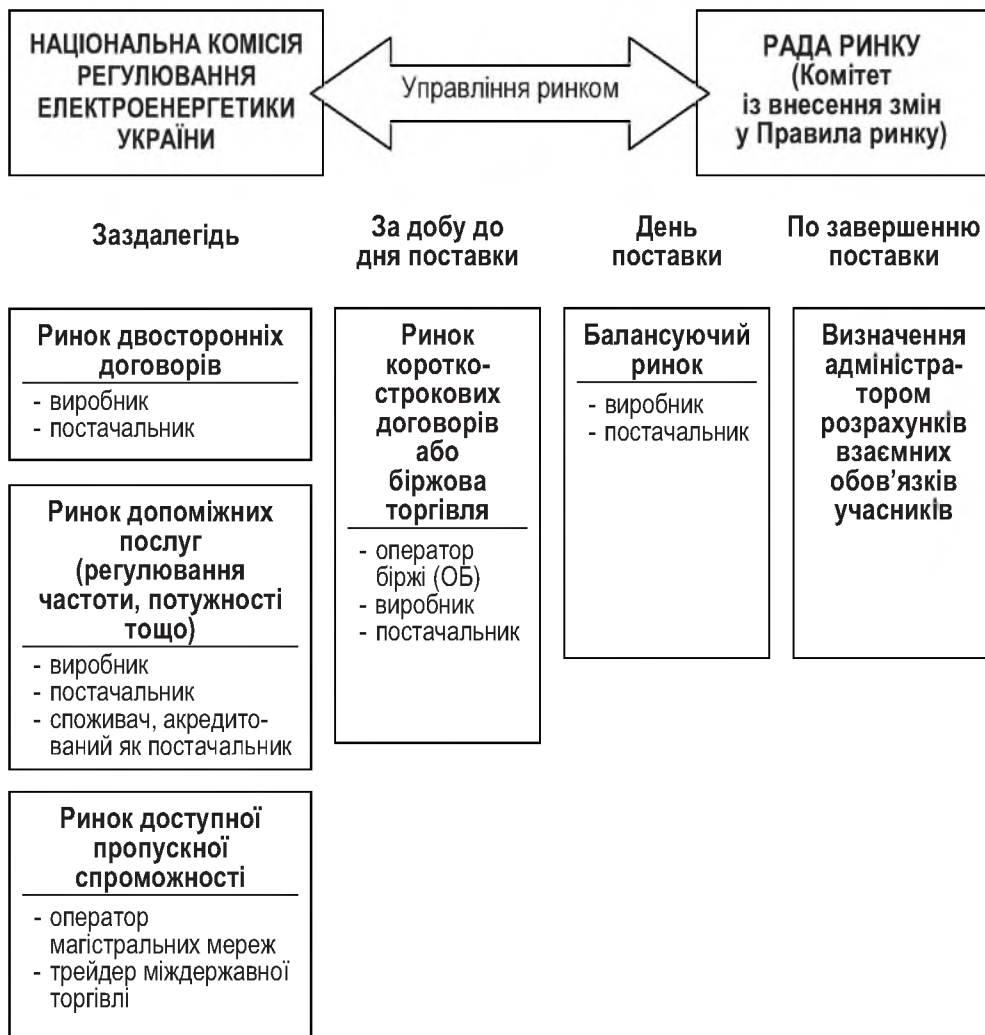 НАЦІОНАЛЬНА КОМІСІЯ
РЕГУЛЮВАННЯ
ЕЛЕКТРОЕНЕРГЕТИКИ
УКРАЇНИ
Управління ринком
РАДА РИНКУ
(Комітет
із внесення змін
у Правила ринку)
Заздалегідь
За добу до
дня поставки
День
поставки
По завершенню
поставки
Ринок двосторонніх
договорів
- виробник
- постачальник
Ринок допоміжних
послуг
(регулювання
частоти, потужності
тощо)
- виробник
- постачальник
- споживач, акредито-
ваний як постачальник
Ринок доступної
пропускної
спроможності
- оператор
магістральних мереж
- трейдер міждержавної
торгівлі
Ринок
коротко-
строкових
договорів
або
біржова
торгівля
- оператор
біржі (ОБ)
- виробник
- постачальник
Балансуючий
ринок
- виробник
- постачальник
Визначення
адміністра-
тором
розрахунків
взаємних
обов’язків
учасників